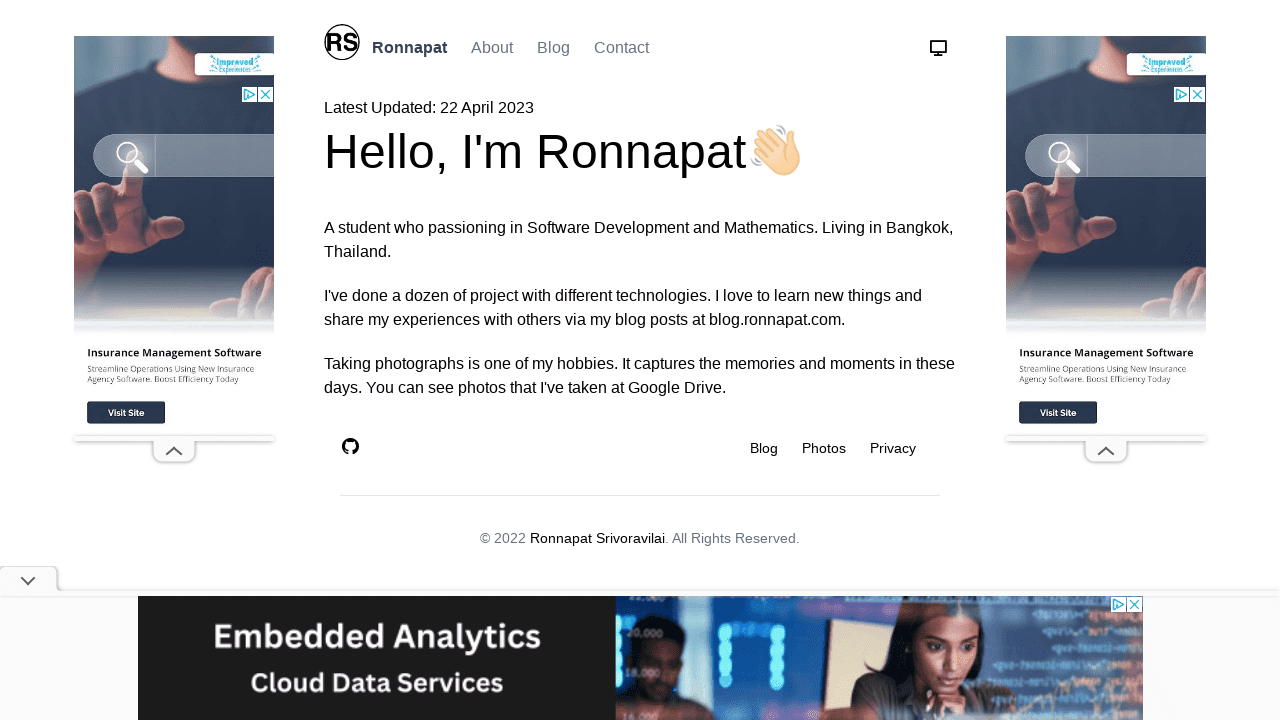 RS
Ronnapat About Blog Contact
Latest Updated: 22 April 2023
Hello, I'm Ronnapat👋🏻
A student who passioning in Software Development and Mathematics. Living in Bangkok,
Thailand.
I've done a dozen of project with different technologies. I love to learn new things and
share my experiences with others via my blog posts at blog.ronnapat.com.
Taking photographs is one of my hobbies. It captures the memories and moments in these
days. You can see photos that I've taken at Google Drive.
Blog Photos Privacy
© 2022 Ronnapat Srivoravilai. All Rights Reserved.
Improved
Experiences
Insurance Management Software
Streamline Operations Using New Insurance
Agency Software. Boost Efficiency Today
Visit Site
Improved
Experiences
Insurance Management Software
Streamline Operations Using New Insurance
Agency Software. Boost Efficiency Today
Visit Site
Embedded Analytics
Cloud Data Services
20,000
18,000
16,000